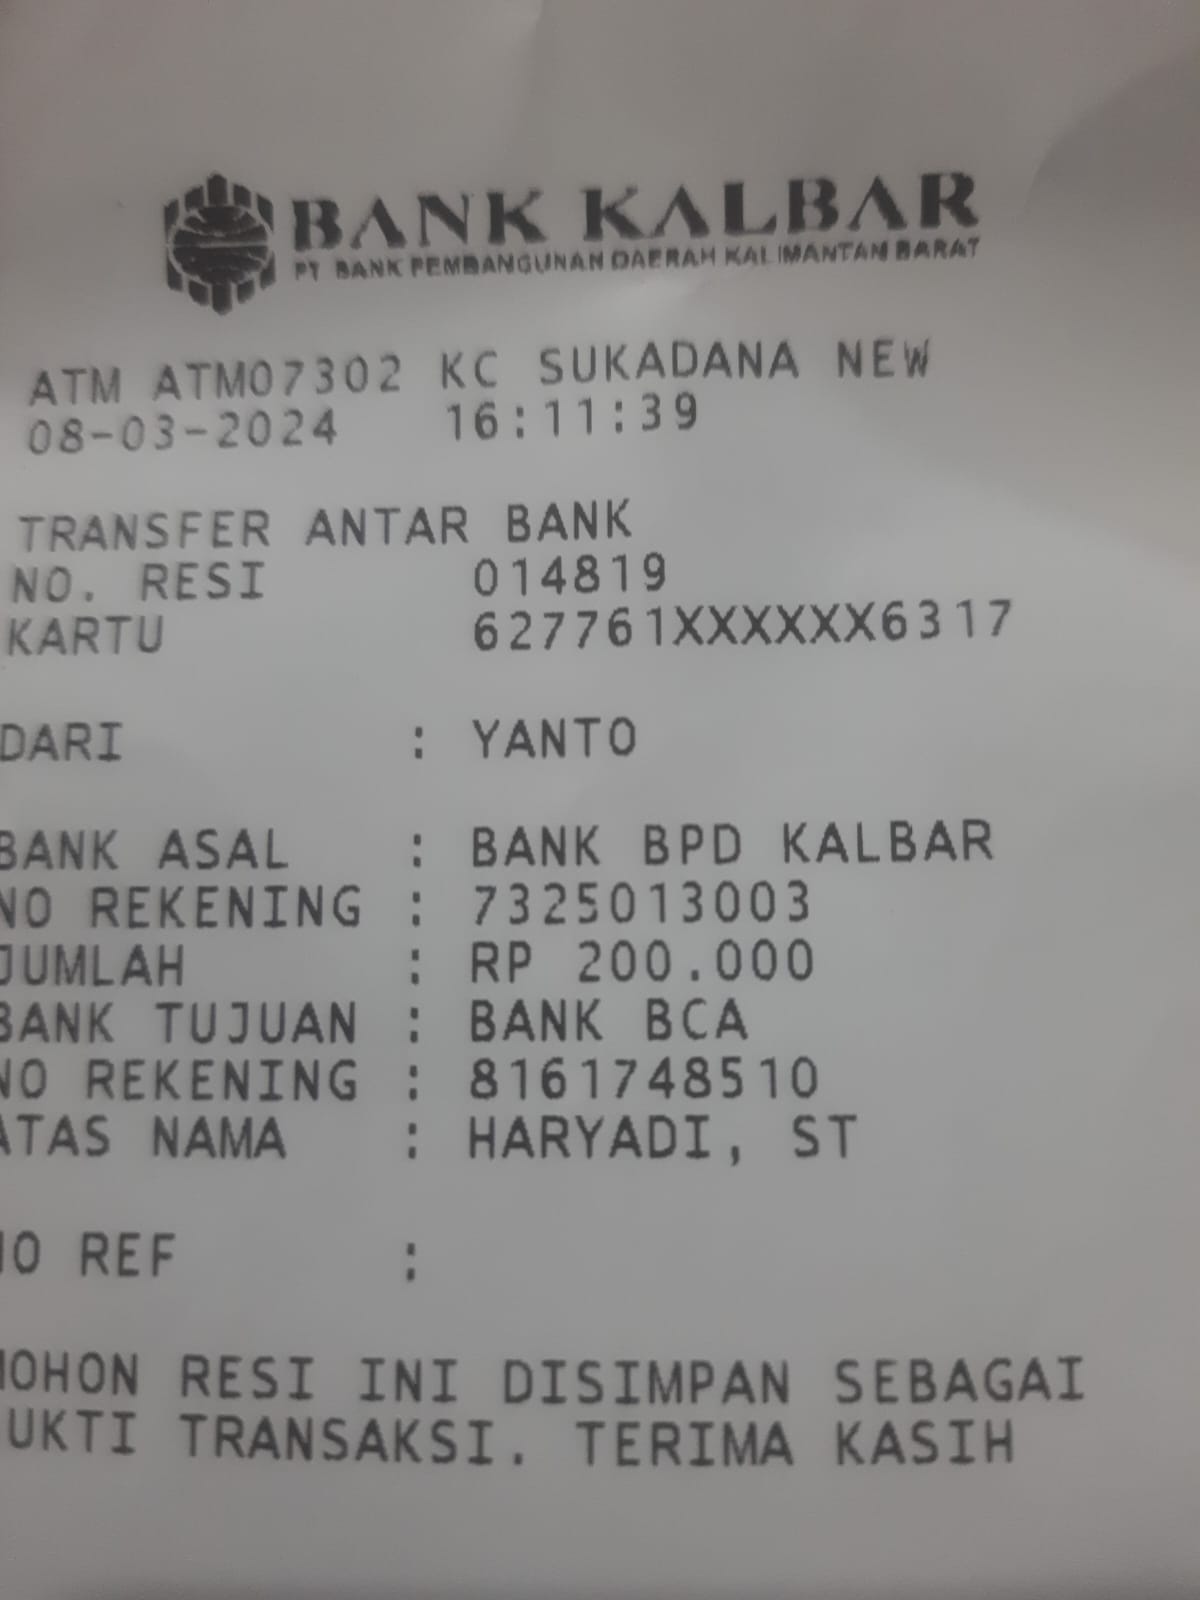 BANK KALBAR
PT BANK PEMBANGUNAN DAERAH KALIMANTAN BARAT
ATM ATM07302 KC SUKADANA NEW
08-03-2024 16:11:39
TRANSFER ANTAR BANK
NO. RESI 014819
KARTU 627761XXXXXX6317
DARI : YANTO
BANK ASAL : BANK BPD KALBAR
NO REKENING : 7325013003
JUMLAH : RP 200.000
BANK TUJUAN : BANK BCA
NO REKENING : 8161748510
ATAS NAMA : HARYADI, ST
NO REF :
MOHON RESI INI DISIMPAN SEBAGAI
BUKTI TRANSAKSI. TERIMA KASIH